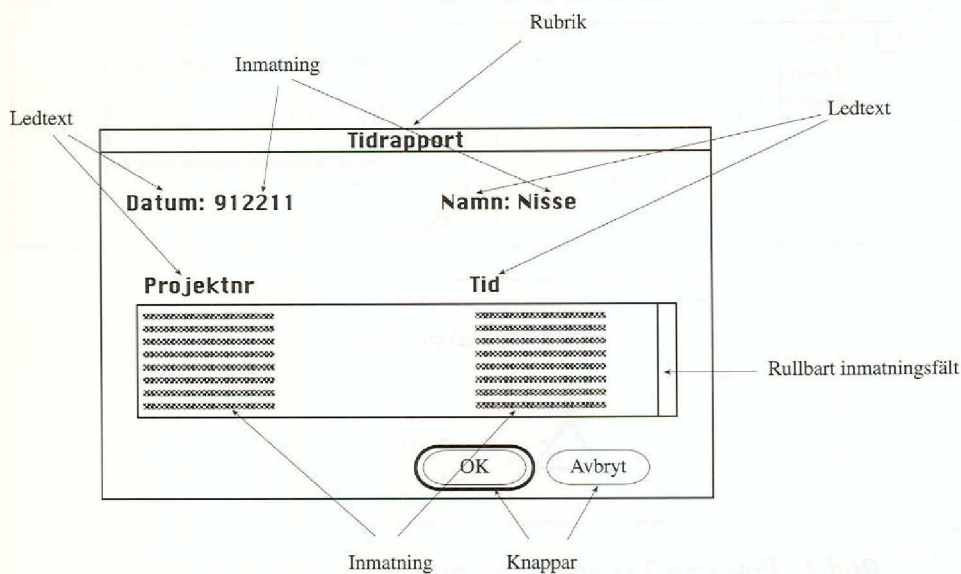 Rubrik
Inmatning
Ledtext
Ledtext
Tidrapport
Datum: 912211
Namn: Nisse
Projektnr
Tid
Rullbart inmatningsfält
OK
Avbryt
Inmatning
Knappar